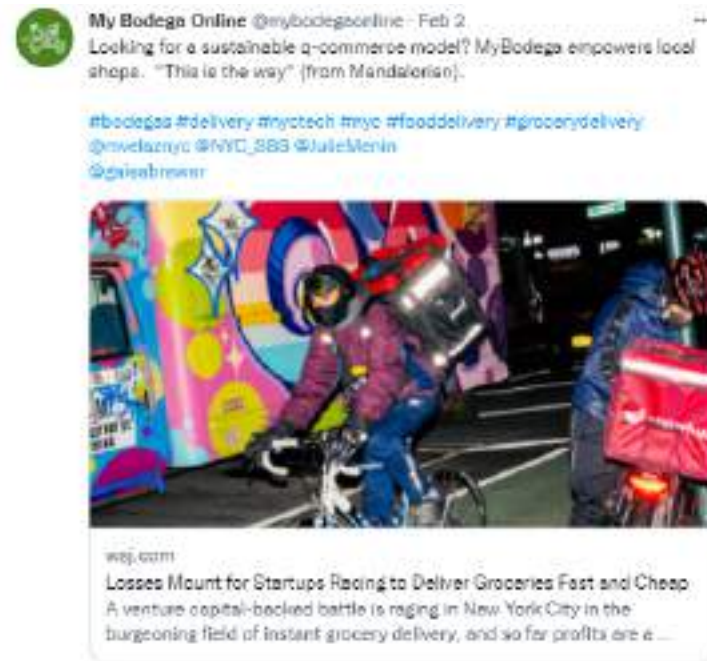 My Bodega Online @mybodegaonline · Feb 2
Looking for a sustainable q-commerce model? MyBodega empowers local
shops. "This is the way" (from Mandalorian).
#bodegas #delivery #nyctech #nyc #fooddelivery #grocerydelivery
@mvelaznyc @NYC_SBS @JulieMenin
@galeabrewer
wsj.com
Losses Mount for Startups Racing to Deliver Groceries Fast and Cheap
A venture capital-backed battle is raging in New York City in the
burgeoning field of instant grocery delivery, and so far profits are a ...